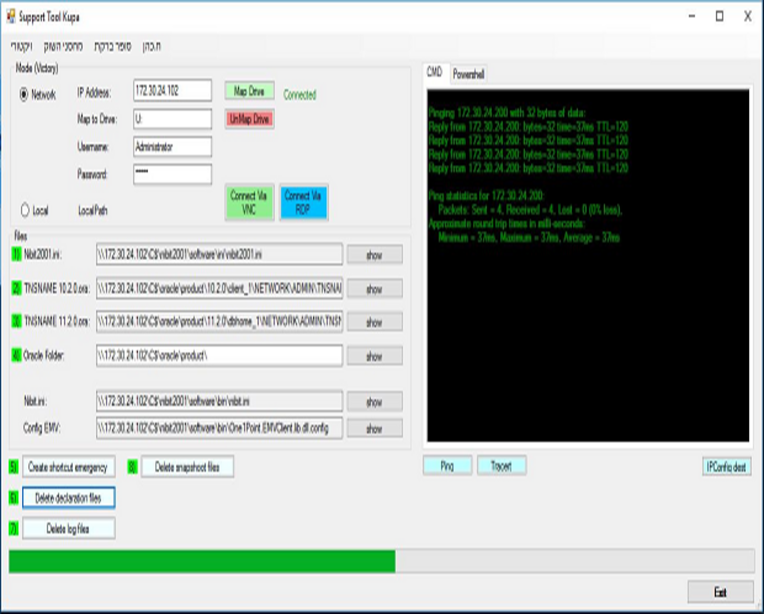 Support Tool Kupa
ויקטורי מחסני השוק סופר ברקת ח.כהן
Mode (Victory)
Network
IP Address:
172.30.24.102
Map Drive
Connected
Map to Drive:
U:
UnMap Drive
Username:
Administrator
Password:
Connect Via VNC
Connect Via RDP
Local
LocalPath
Files
1) Nibit2001.ini:
\\172.30.24.102\C$\nibit2001\software\ini\nibit2001.ini
show
2) TNSNAME 10.2.0.ora:
\\172.30.24.102\C$\oracle\product\10.2.0\client_1\NETWORK\ADMIN\TNSNA
show
3) TNSNAME 11.2.0.ora:
\\172.30.24.102\C$\oracle\product\11.2.0\dbhome_1\NETWORK\ADMIN\TNS
show
4) Oracle Folder:
\\172.30.24.102\C$\oracle\product\
show
Nibit.ini:
\\172.30.24.102\C$\nibit2001\software\bin\nibit.ini
show
Config EMV:
\\172.30.24.102\C$\nibit2001\software\bin\One1Point.EMVClient.lib.dll.config
show
5) Create shortcut emergency
8) Delete snapshoot files
6) Delete declaration files
7) Delete log files
CMD
Powershell
Pinging 172.30.24.200 with 32 bytes of data:
Reply from 172.30.24.200: bytes=32 time=37ms TTL=120
Reply from 172.30.24.200: bytes=32 time=37ms TTL=120
Reply from 172.30.24.200: bytes=32 time=37ms TTL=120
Reply from 172.30.24.200: bytes=32 time=37ms TTL=120
Ping statistics for 172.30.24.200:
Packets: Sent = 4, Received = 4, Lost = 0 (0% loss),
Approximate round trip times in milli-seconds:
Minimum = 37ms, Maximum = 37ms, Average = 37ms
Ping
Tracert
IPConfig dest
Exit